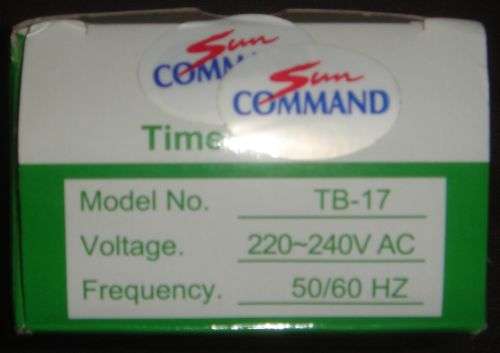 Sun
COMMAND
Sun
COMMAND
Time
Model No. TB-17
Voltage. 220~240V AC
Frequency. 50/60 HZ